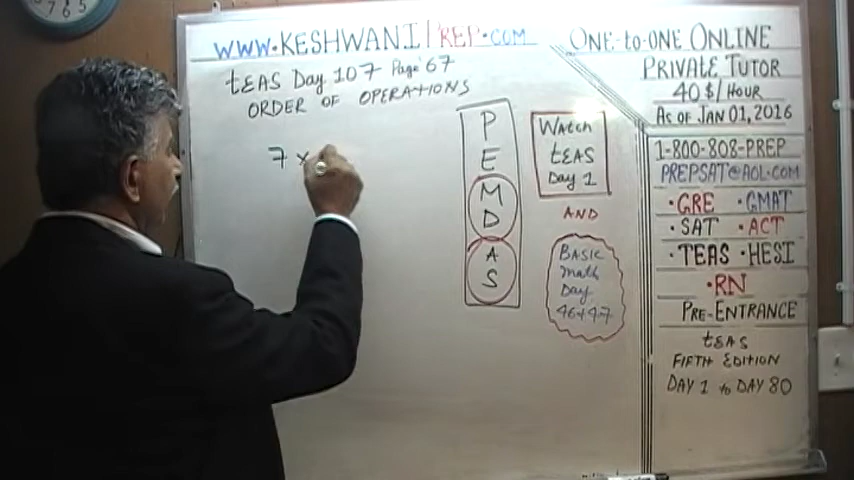 WWW.KESHWANIPREP.COM
TEAS Day 107 Page 67
ORDER OF OPERATIONS
7 ×
P
E
M
D
A
S
Watch
TEAS
Day 1
AND
BASIC
Math
Day
46+47
ONE-to-ONE ONLINE
PRIVATE TUTOR
40$/HOUR
AS OF JAN 01, 2016
1-800-808-PREP
PREPSAT@AOL.COM
•GRE •GMAT
•SAT •ACT
•TEAS •HESI
•RN
PRE-ENTRANCE
TEAS
FIFTH EDITION
DAY 1 to DAY 80